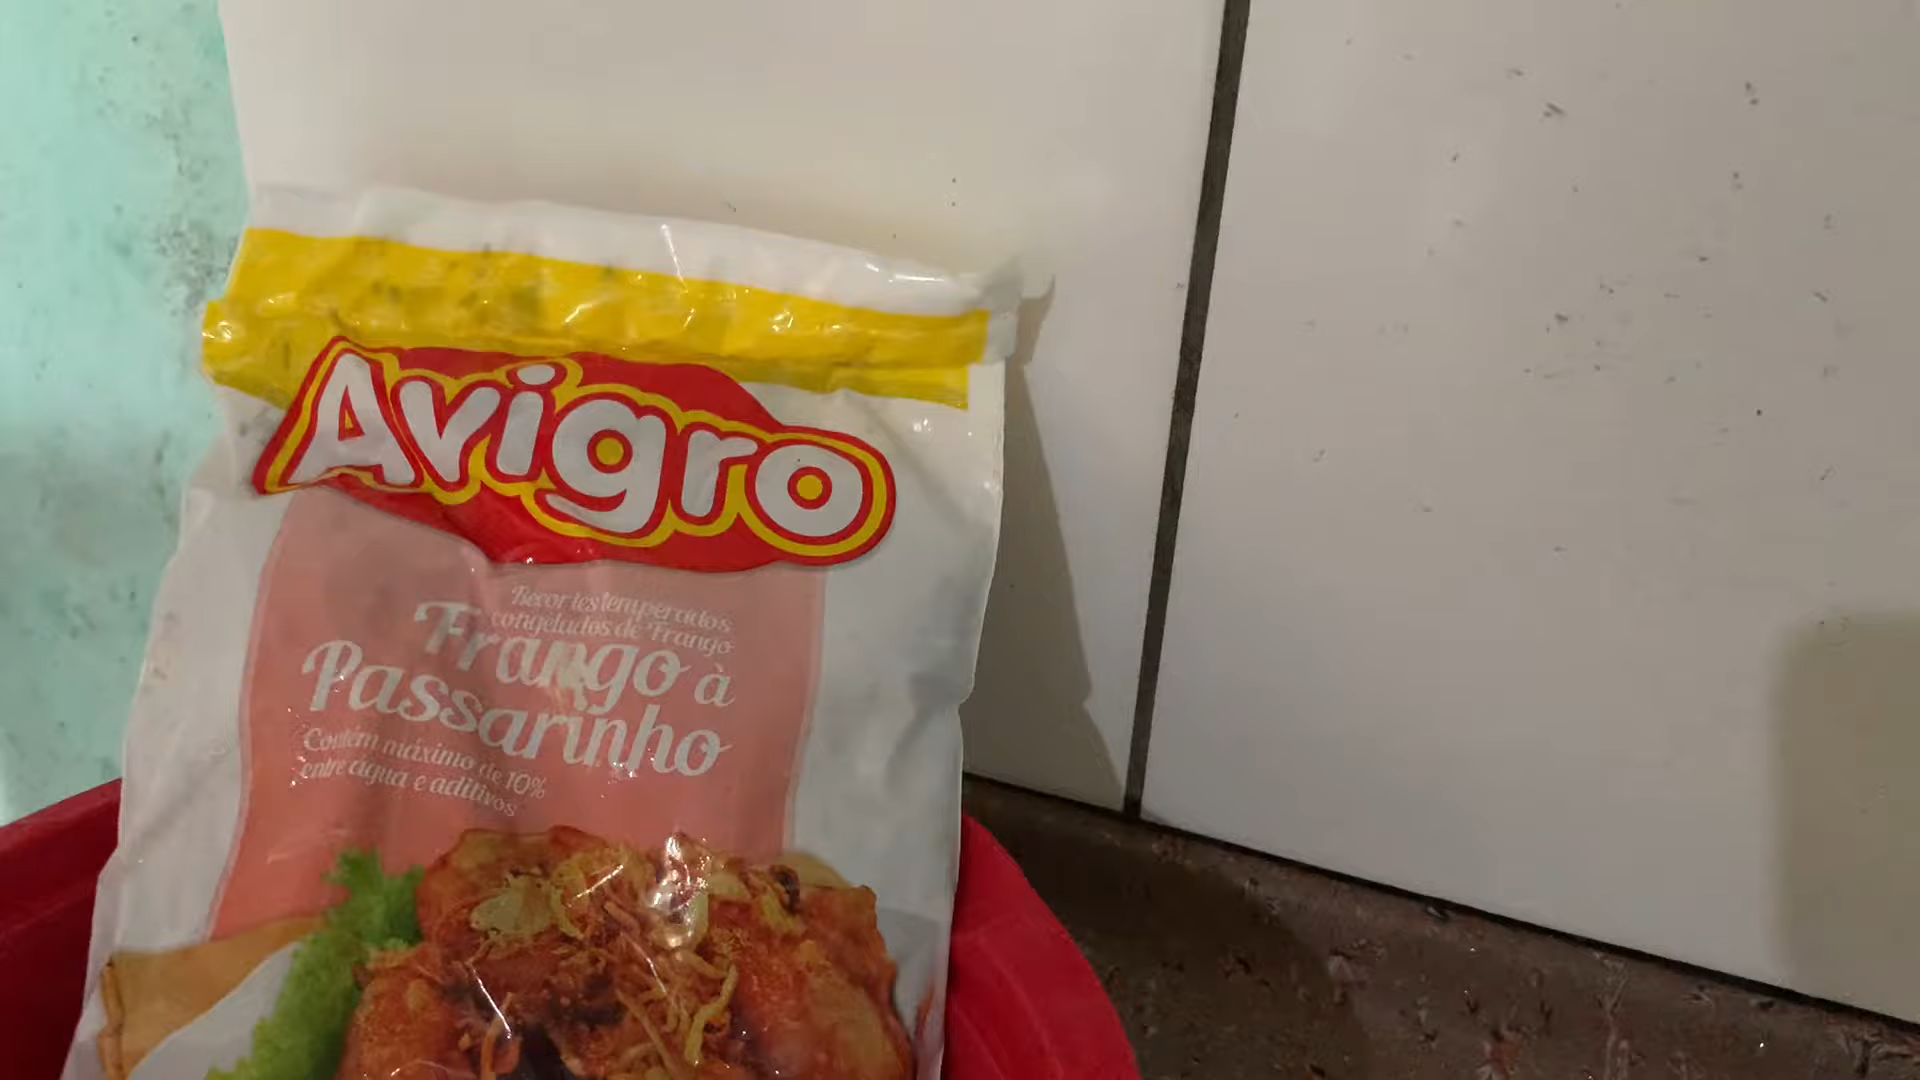 Avigro
Recortes temperados
congelados de Frango
Frango à
Passarinho
Contém máximo de 10%
entre água e aditivos